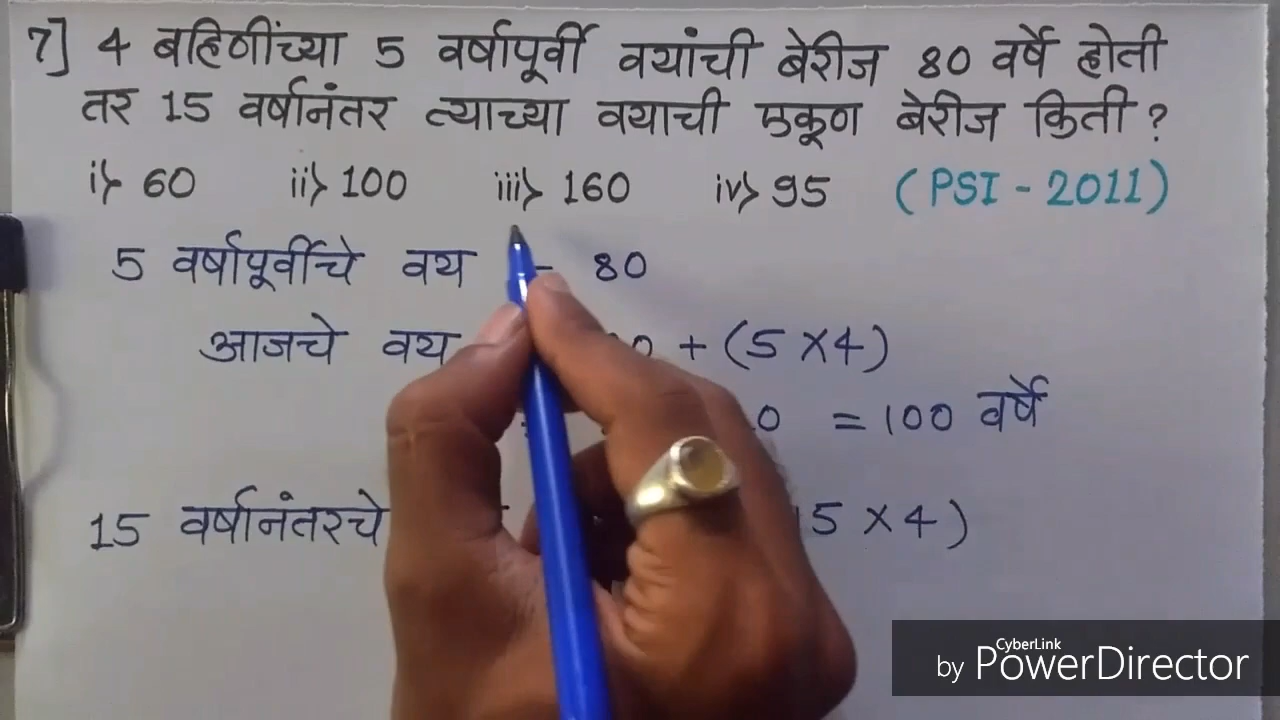 7] 4 बहिणींच्या 5 वर्षापूर्वी वयांची बेरीज 80 वर्षे होती
तर 15 वर्षानंतर त्याच्या वयाची एकूण बेरीज किती ?
i> 60 ii> 100 iii> 160 iv> 95 (PSI - 2011)
5 वर्षापूर्वीचे वय - 80
आजचे वय + (5 × 4)
= 100 वर्षे
15 वर्षानंतरचे 15 × 4)
CyberLink
by PowerDirector